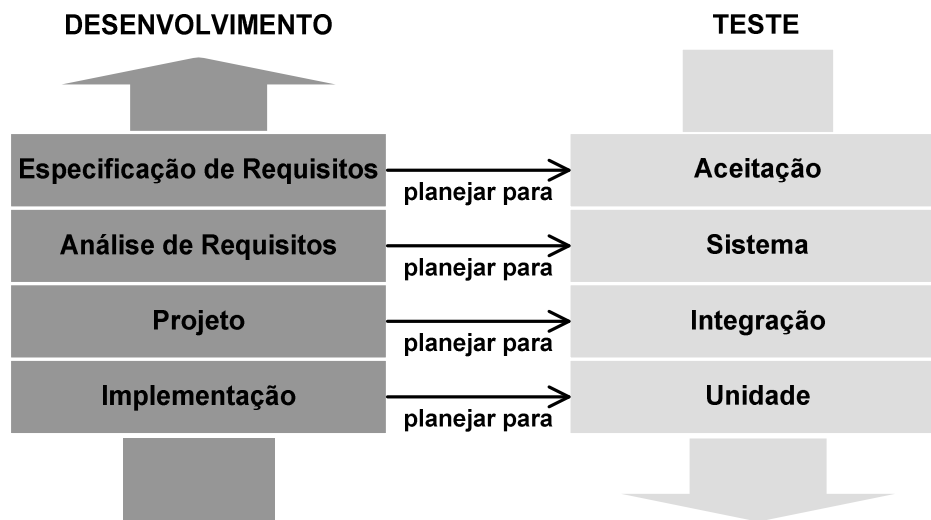 DESENVOLVIMENTO
TESTE
Especificação de Requisitos
planejar para
Aceitação
Análise de Requisitos
planejar para
Sistema
Projeto
planejar para
Integração
Implementação
planejar para
Unidade